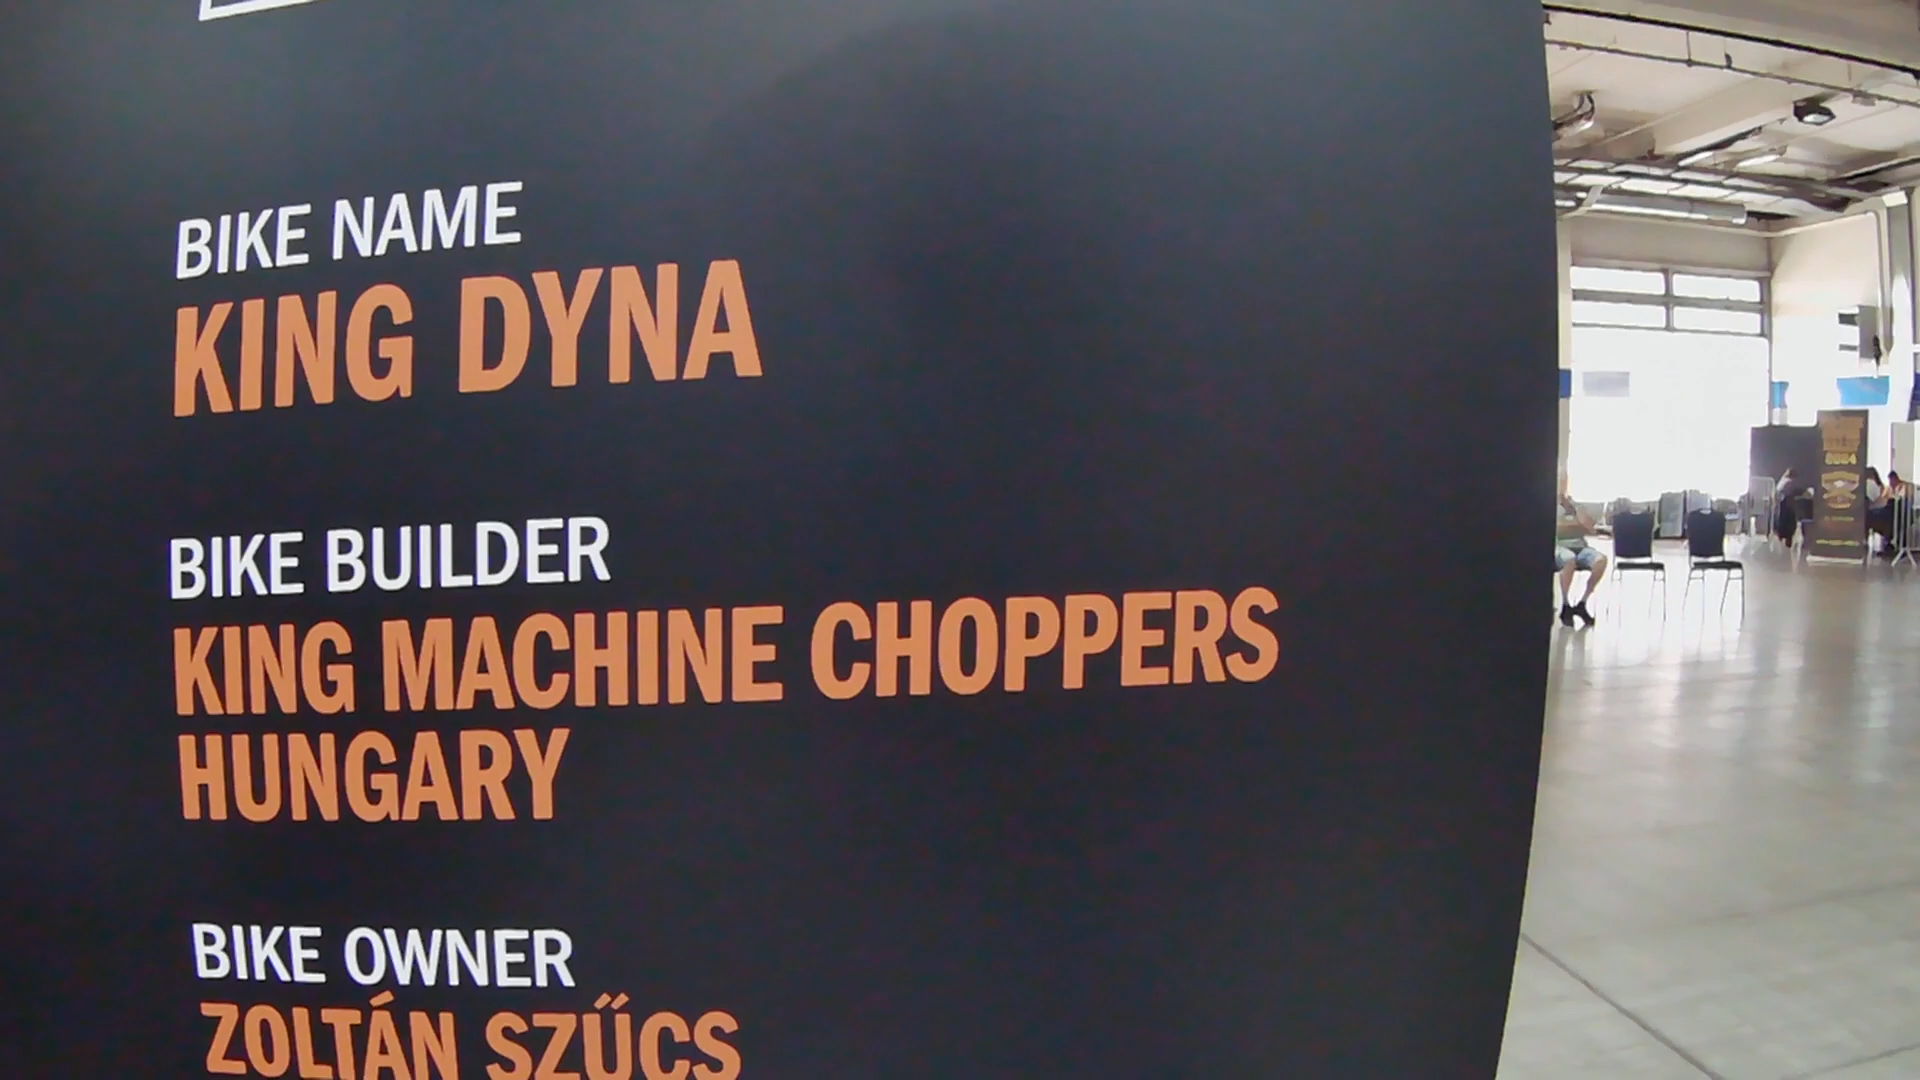 BIKE NAME
KING DYNA
BIKE BUILDER
KING MACHINE CHOPPERS
HUNGARY
BIKE OWNER
ZOLTÁN SZŰCS